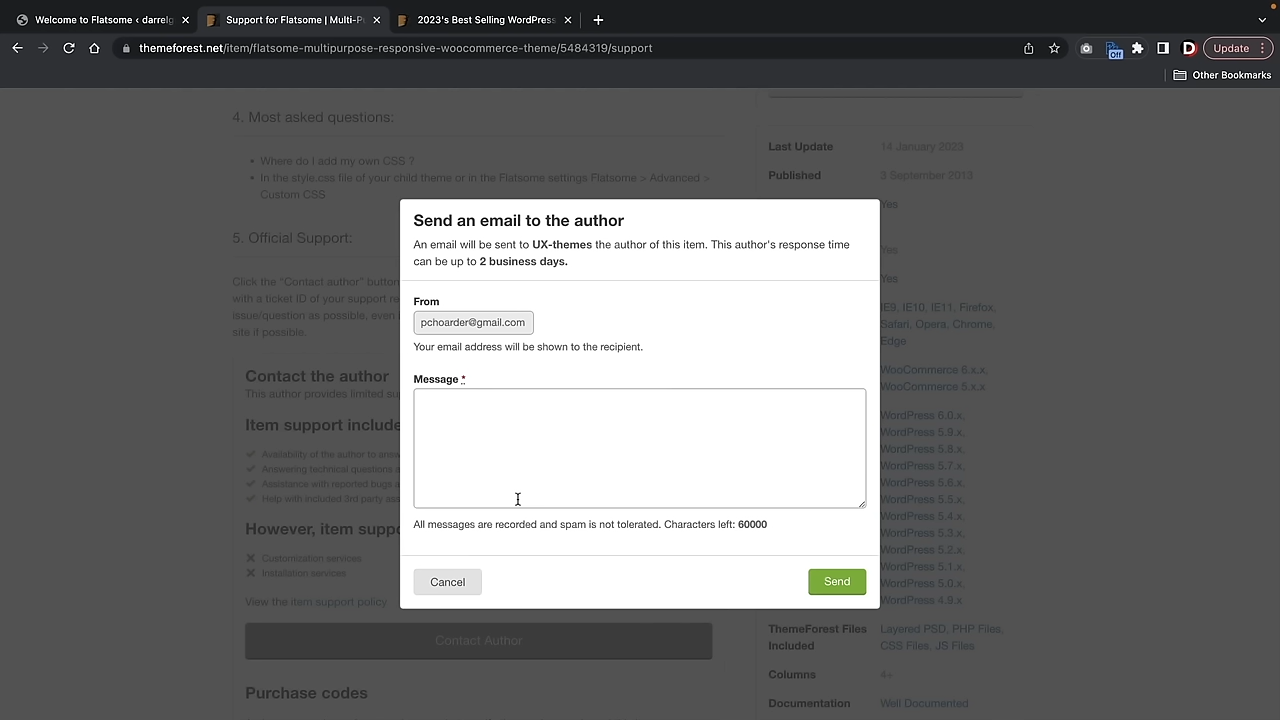 Welcome to Flatsome ‹ darrelg
Support for Flatsome | Multi-P
2023's Best Selling WordPress
themeforest.net/item/flatsome-multipurpose-responsive-woocommerce-theme/5484319/support
Off
D
Update
Other Bookmarks
4. Most asked questions:
• Where do I add my own CSS ?
• In the style.css file of your child theme or in the Flatsome settings Flatsome > Advanced >
Custom CSS
5. Official Support:
Click the "Contact author" button
with a ticket ID of your support re
issue/question as possible, even i
site if possible.
Contact the author
This author provides limited su
Item support include
Availability of the author to answ
Answering technical questions a
Assistance with reported bugs a
Help with included 3rd party ass
However, item suppo
Customization services
Installation services
View the item support policy
Contact Author
Purchase codes
Send an email to the author
An email will be sent to UX-themes the author of this item. This author's response time
can be up to 2 business days.
From
pchoarder@gmail.com
Your email address will be shown to the recipient.
Message *
All messages are recorded and spam is not tolerated. Characters left: 60000
Cancel
Send
Last Update 14 January 2023
Published 3 September 2013
Yes
Yes
Yes
IE9, IE10, IE11, Firefox,
Safari, Opera, Chrome,
Edge
WooCommerce 6.x.x,
WooCommerce 5.x.x
WordPress 6.0.x,
WordPress 5.9.x,
WordPress 5.8.x,
WordPress 5.7.x,
WordPress 5.6.x,
WordPress 5.5.x,
WordPress 5.4.x,
WordPress 5.3.x,
WordPress 5.2.x,
WordPress 5.1.x,
WordPress 5.0.x,
WordPress 4.9.x
ThemeForest Files Layered PSD, PHP Files,
Included CSS Files, JS Files
Columns 4+
Documentation Well Documented